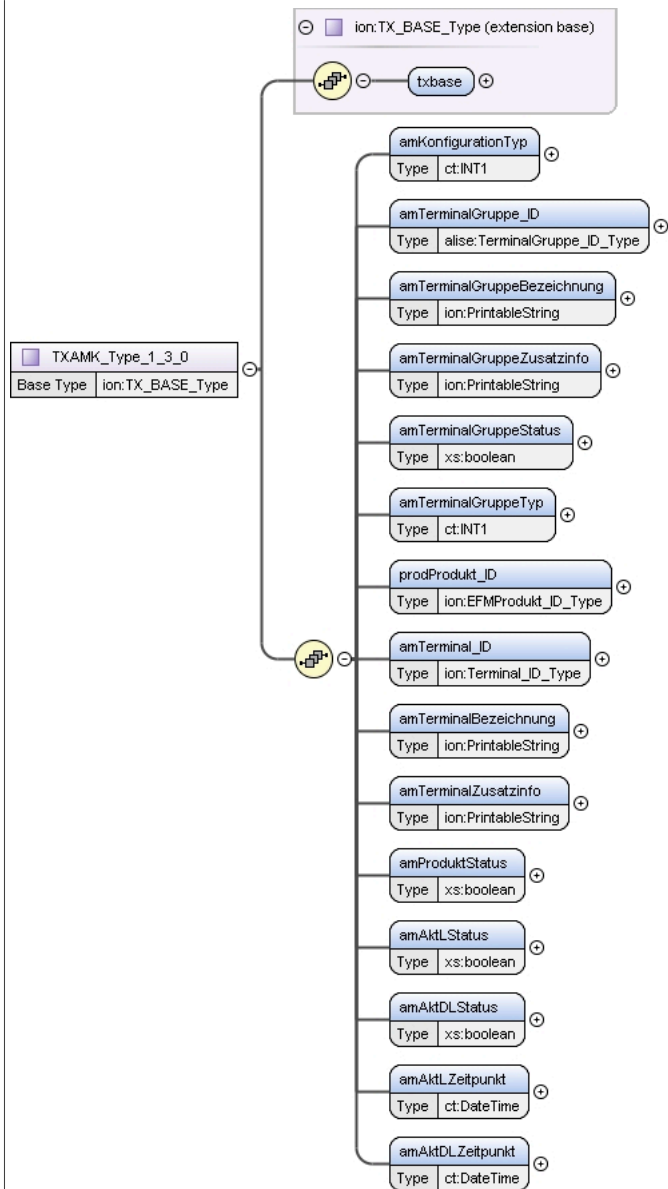 ion:TX_BASE_Type (extension base)
txbase
amKonfigurationTyp
Type ct:INT1
amTerminalGruppe_ID
Type alise:TerminalGruppe_ID_Type
amTerminalGruppeBezeichnung
Type ion:PrintableString
TXAMK_Type_1_3_0
Base Type ion:TX_BASE_Type
amTerminalGruppeZusatzinfo
Type ion:PrintableString
amTerminalGruppeStatus
Type xs:boolean
amTerminalGruppeTyp
Type ct:INT1
prodProdukt_ID
Type ion:EFMProdukt_ID_Type
amTerminal_ID
Type ion:Terminal_ID_Type
amTerminalBezeichnung
Type ion:PrintableString
amTerminalZusatzinfo
Type ion:PrintableString
amProduktStatus
Type xs:boolean
amAktLStatus
Type xs:boolean
amAktDLStatus
Type xs:boolean
amAktLZeitpunkt
Type ct:DateTime
amAktDLZeitpunkt
Type ct:DateTime